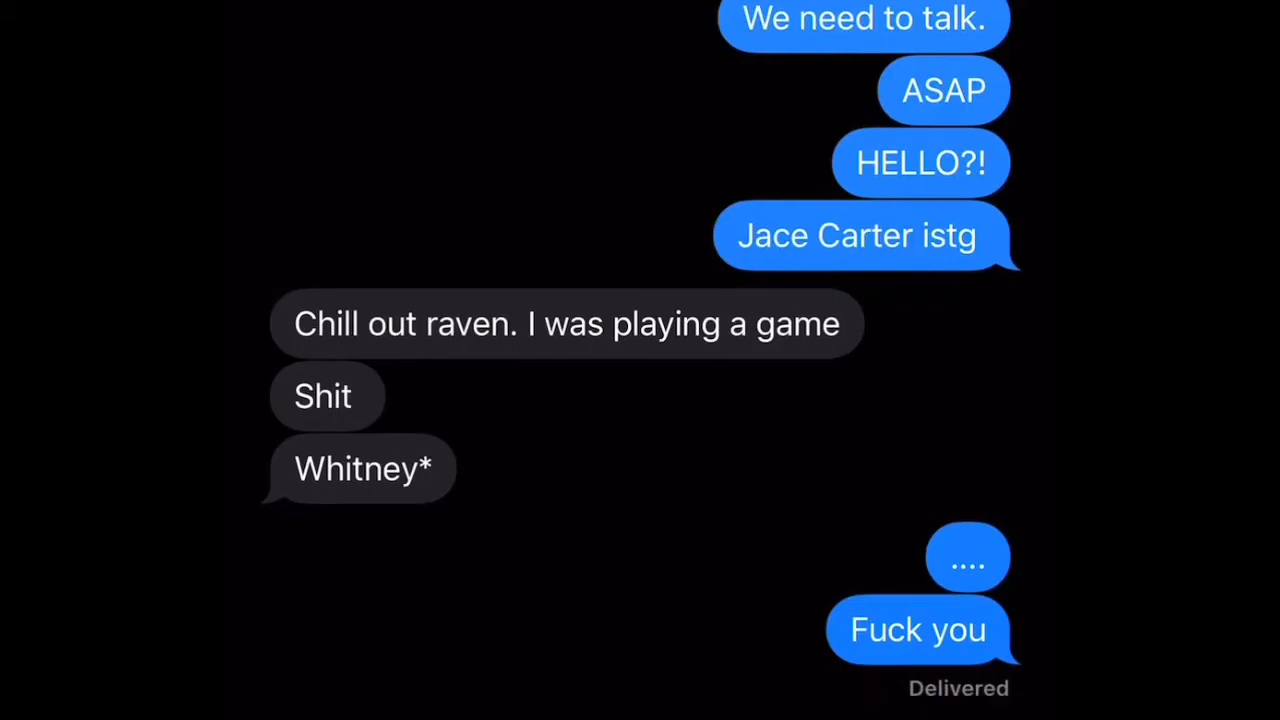 We need to talk.
ASAP
HELLO?!
Jace Carter istg
Chill out raven. I was playing a game
Shit
Whitney*
....
Fuck you
Delivered